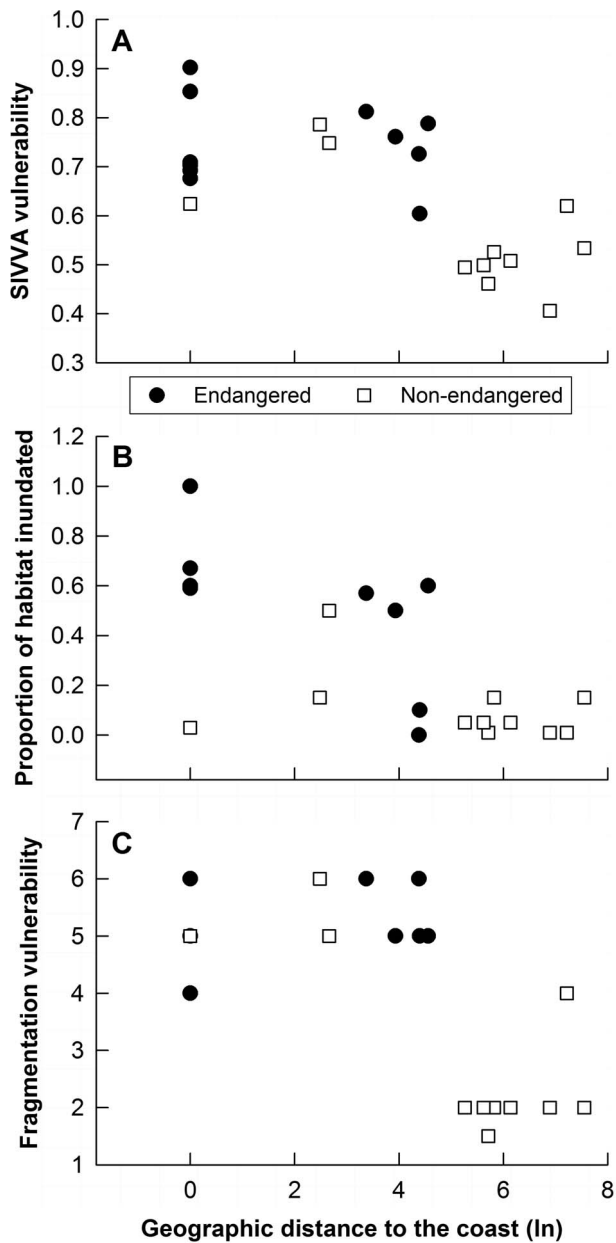 A
1.0
0.9
0.8
0.7
0.6
0.5
0.4
0.3
SIVVA vulnerability
Endangered Non-endangered
B
1.2
1.0
0.8
0.6
0.4
0.2
0.0
Proportion of habitat inundated
C
7
6
5
4
3
2
1
Fragmentation vulnerability
0 2 4 6 8
Geographic distance to the coast (ln)